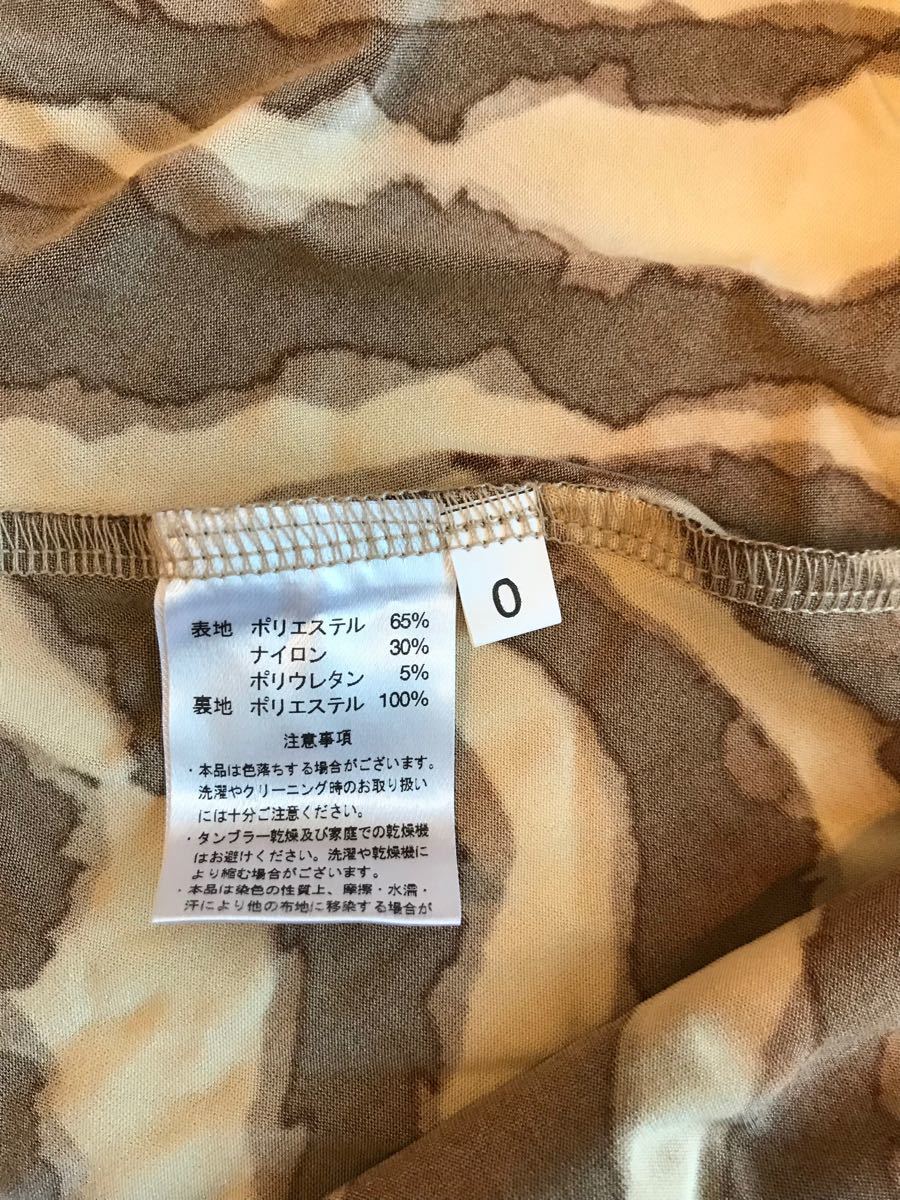 表地 ポリエステル 65%
ナイロン 30%
ポリウレタン 5%
裏地 ポリエステル 100%
注意事項
・本品は色落ちする場合がございます。
洗濯やクリーニング時のお取り扱い
には十分ご注意ください。
・タンブラー乾燥及び家庭での乾燥機
はお避けください。洗濯や乾燥機に
より縮む場合がございます。
・本品は染色の性質上、摩擦・水濡・
汗により他の布地に移染する場合が
0